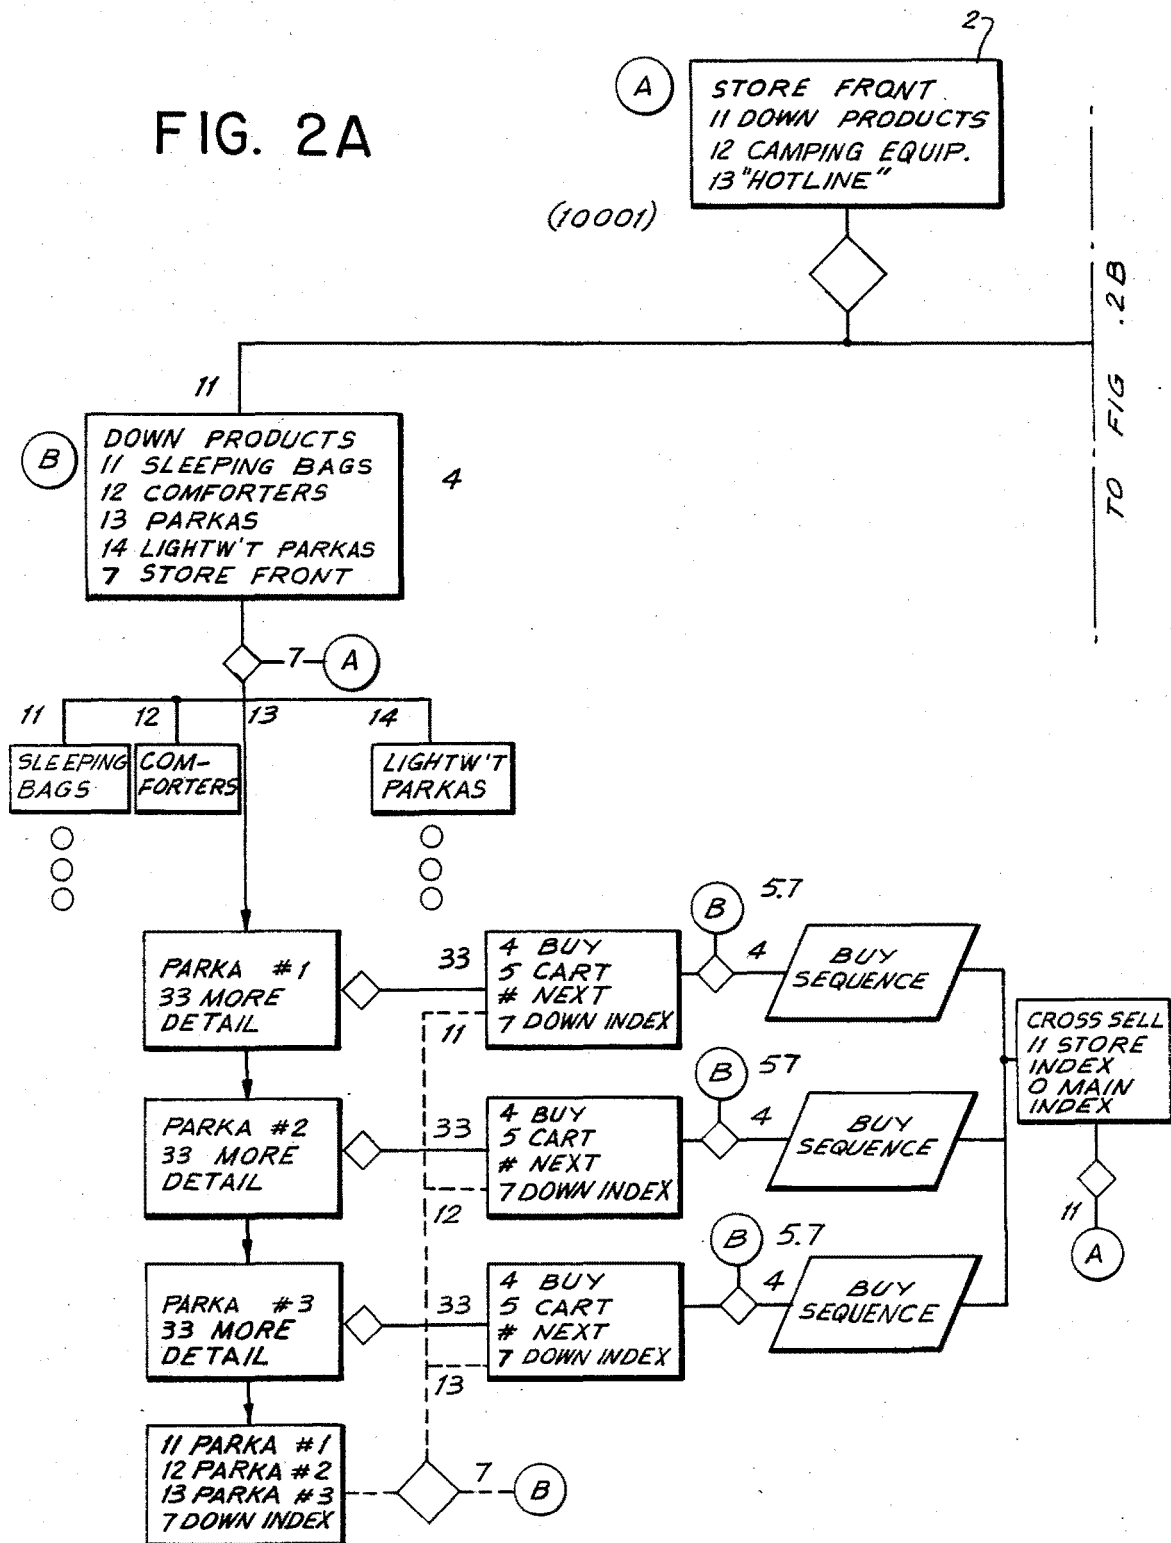 FIG. 2A
2
A
STORE FRONT
11 DOWN PRODUCTS
12 CAMPING EQUIP.
13 "HOTLINE"
(10001)
TO FIG .2B
11
B
DOWN PRODUCTS
11 SLEEPING BAGS
12 COMFORTERS
13 PARKAS
14 LIGHTW'T PARKAS
7 STORE FRONT
4
7
A
11
12
13
14
SLEEPING
BAGS
COM-
FORTERS
LIGHTW'T
PARKAS
PARKA #1
33 MORE
DETAIL
33
4 BUY
5 CART
# NEXT
7 DOWN INDEX
11
B
5.7
4
BUY
SEQUENCE
CROSS SELL
11 STORE
INDEX
0 MAIN
INDEX
11
A
PARKA #2
33 MORE
DETAIL
33
4 BUY
5 CART
# NEXT
7 DOWN INDEX
12
B
57
4
BUY
SEQUENCE
PARKA #3
33 MORE
DETAIL
33
4 BUY
5 CART
# NEXT
7 DOWN INDEX
13
B
5.7
4
BUY
SEQUENCE
11 PARKA #1
12 PARKA #2
13 PARKA #3
7 DOWN INDEX
7
B